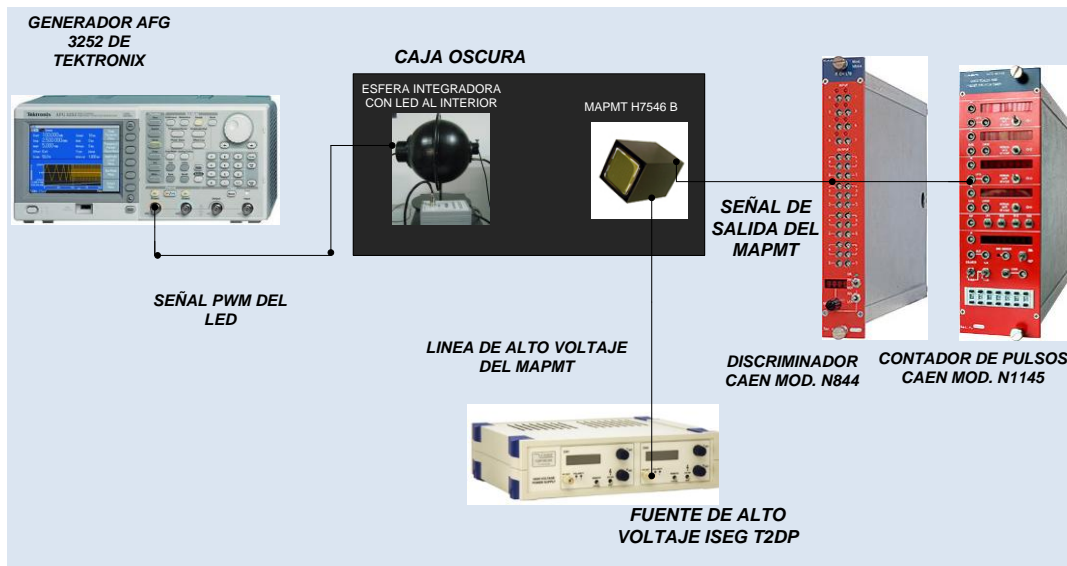 GENERADOR AFG
3252 DE
TEKTRONIX
CAJA OSCURA
ESFERA INTEGRADORA
CON LED AL INTERIOR
MAPMT H7546 B
SEÑAL DE
SALIDA DEL
MAPMT
SEÑAL PWM DEL
LED
LINEA DE ALTO VOLTAJE
DEL MAPMT
DISCRIMINADOR
CAEN MOD. N844
CONTADOR DE PULSOS
CAEN MOD. N1145
FUENTE DE ALTO
VOLTAJE ISEG T2DP
Tektronix